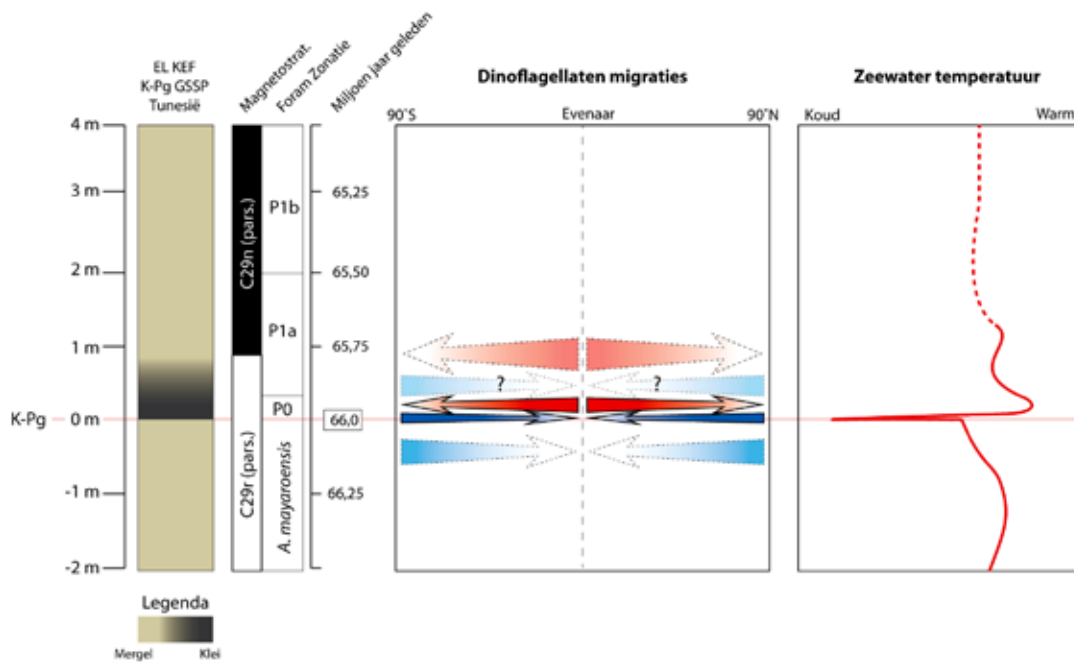 EL KEF
K-Pg GSSP
Tunesië
Magnetostrat.
Foram Zonatie
Miljoen jaar geleden
Dinoflagellaten migraties
Zeewater temperatuur
90°S
Evenaar
90°N
Koud
Warm
4 m
3 m
2 m
1 m
K-Pg
0 m
-1 m
-2 m
C29n (pars.)
C29r (pars.)
P1b
P1a
P0
A. mayaroensis
65,25
65,50
65,75
66,0
66,25
?
?
Legenda
Mergel
Klei